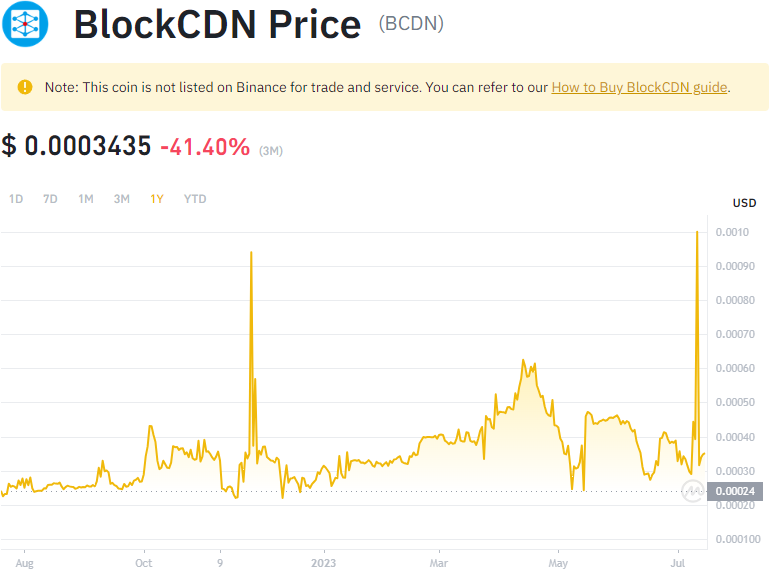 BlockCDN Price (BCDN)
Note: This coin is not listed on Binance for trade and service. You can refer to our How to Buy BlockCDN guide.
$ 0.0003435 -41.40% (3M)
1D 7D 1M 3M 1Y YTD
USD
0.0010
0.00090
0.00080
0.00070
0.00060
0.00050
0.00040
0.00030
0.00024
0.00020
0.000100
Aug Oct 9 2023 Mar May Jul